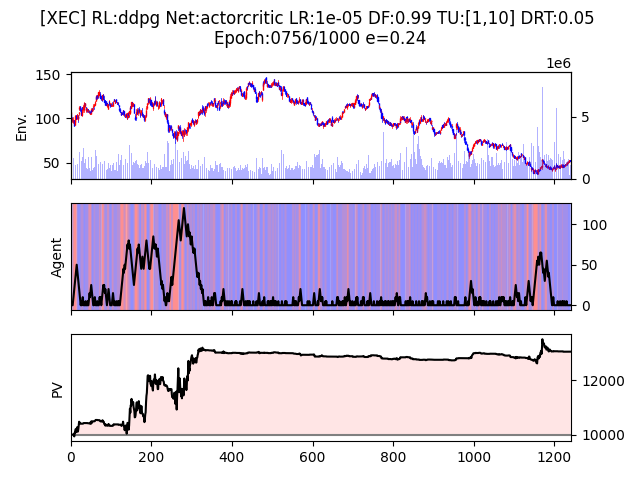 [XEC] RL:ddpg Net:actorcritic LR:1e-05 DF:0.99 TU:[1,10] DRT:0.05
Epoch:0756/1000 e=0.24
1e6
150
100
50
Env.
5
0
Agent
100
50
0
PV
12000
10000
0 200 400 600 800 1000 1200